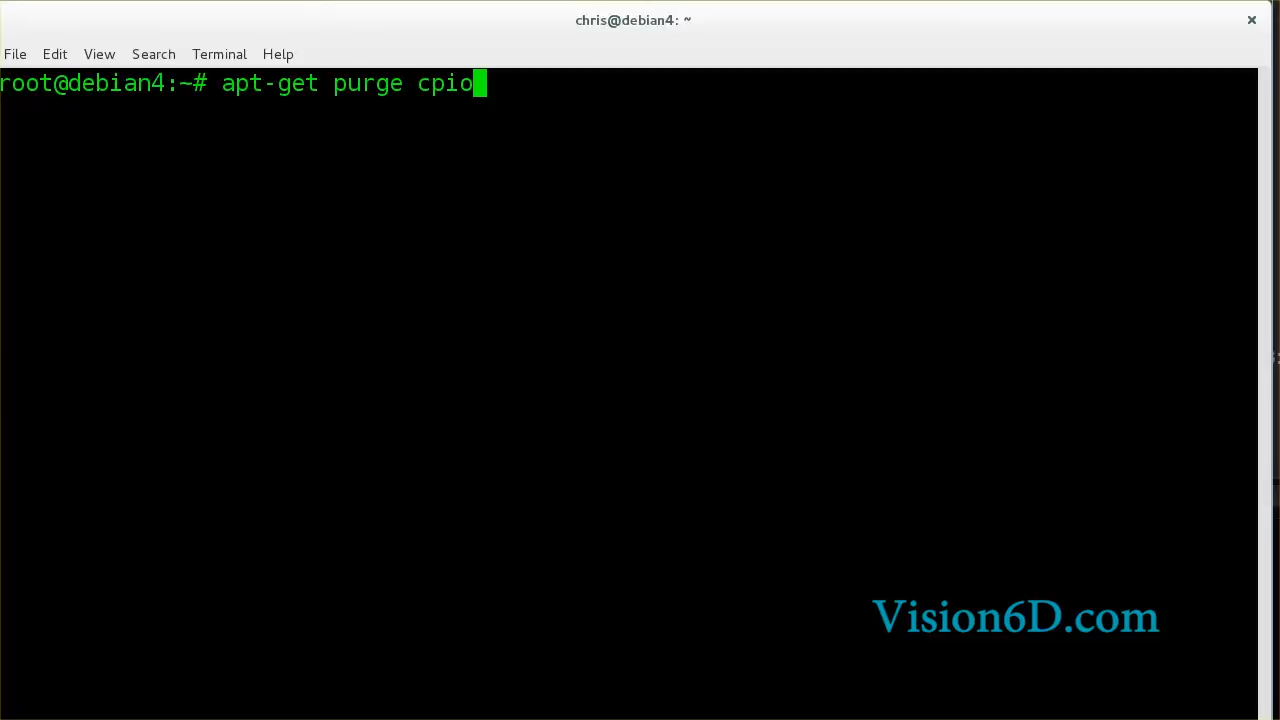 chris@debian4: ~
File Edit View Search Terminal Help
root@debian4:~# apt-get purge cpio
Vision6D.com